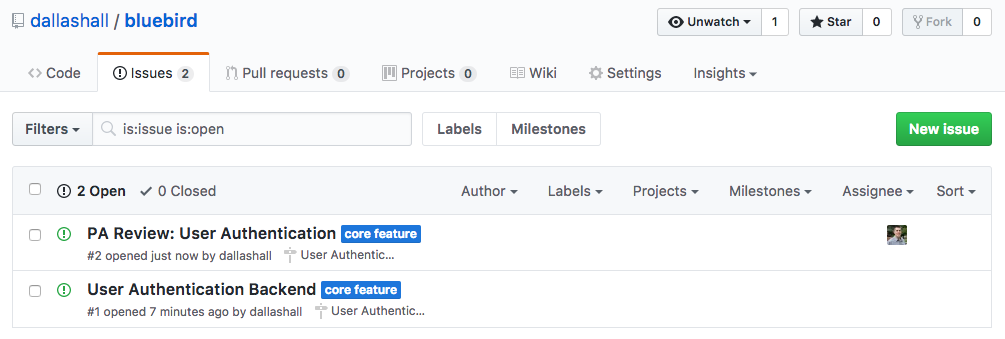 dallashall / bluebird
Unwatch 1 Star 0 Fork 0
Code Issues 2 Pull requests 0 Projects 0 Wiki Settings Insights
Filters is:issue is:open Labels Milestones New issue
2 Open 0 Closed Author Labels Projects Milestones Assignee Sort
PA Review: User Authentication core feature
#2 opened just now by dallashall User Authentic...
User Authentication Backend core feature
#1 opened 7 minutes ago by dallashall User Authentic...